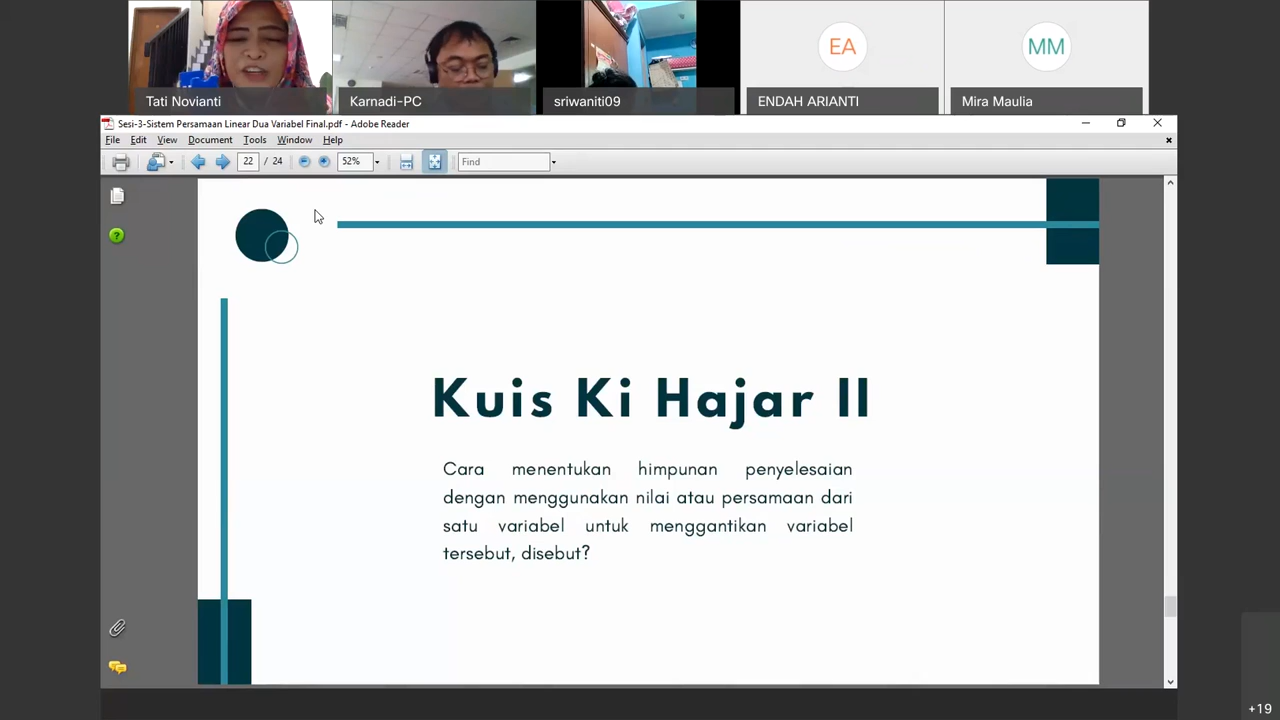 EA
MM
Tati Novianti
Karnadi-PC
sriwaniti09
ENDAH ARIANTI
Mira Maulia
Sesi-3-Sistem Persamaan Linear Dua Variabel Final.pdf - Adobe Reader
File Edit View Document Tools Window Help
22 / 24 52% Find
Kuis Ki Hajar II
Cara menentukan himpunan penyelesaian
dengan menggunakan nilai atau persamaan dari
satu variabel untuk menggantikan variabel
tersebut, disebut?
+19